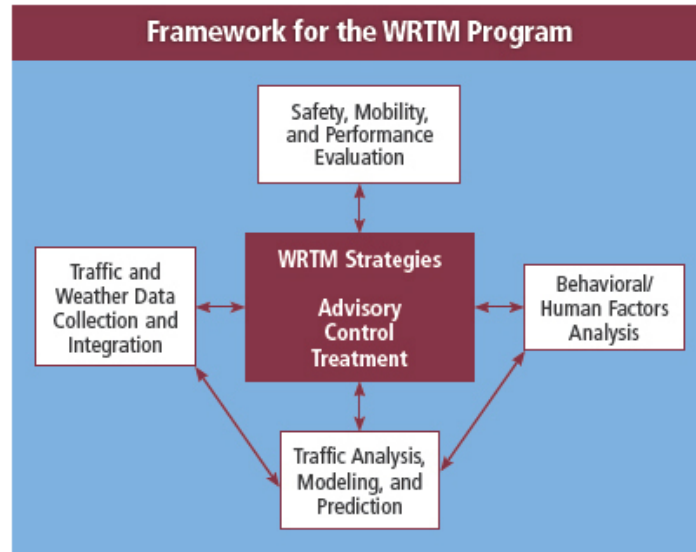 Framework for the WRTM Program
Safety, Mobility,
and Performance
Evaluation
WRTM Strategies
Advisory
Control
Treatment
Traffic and
Weather Data
Collection and
Integration
Behavioral/
Human Factors
Analysis
Traffic Analysis,
Modeling, and
Prediction